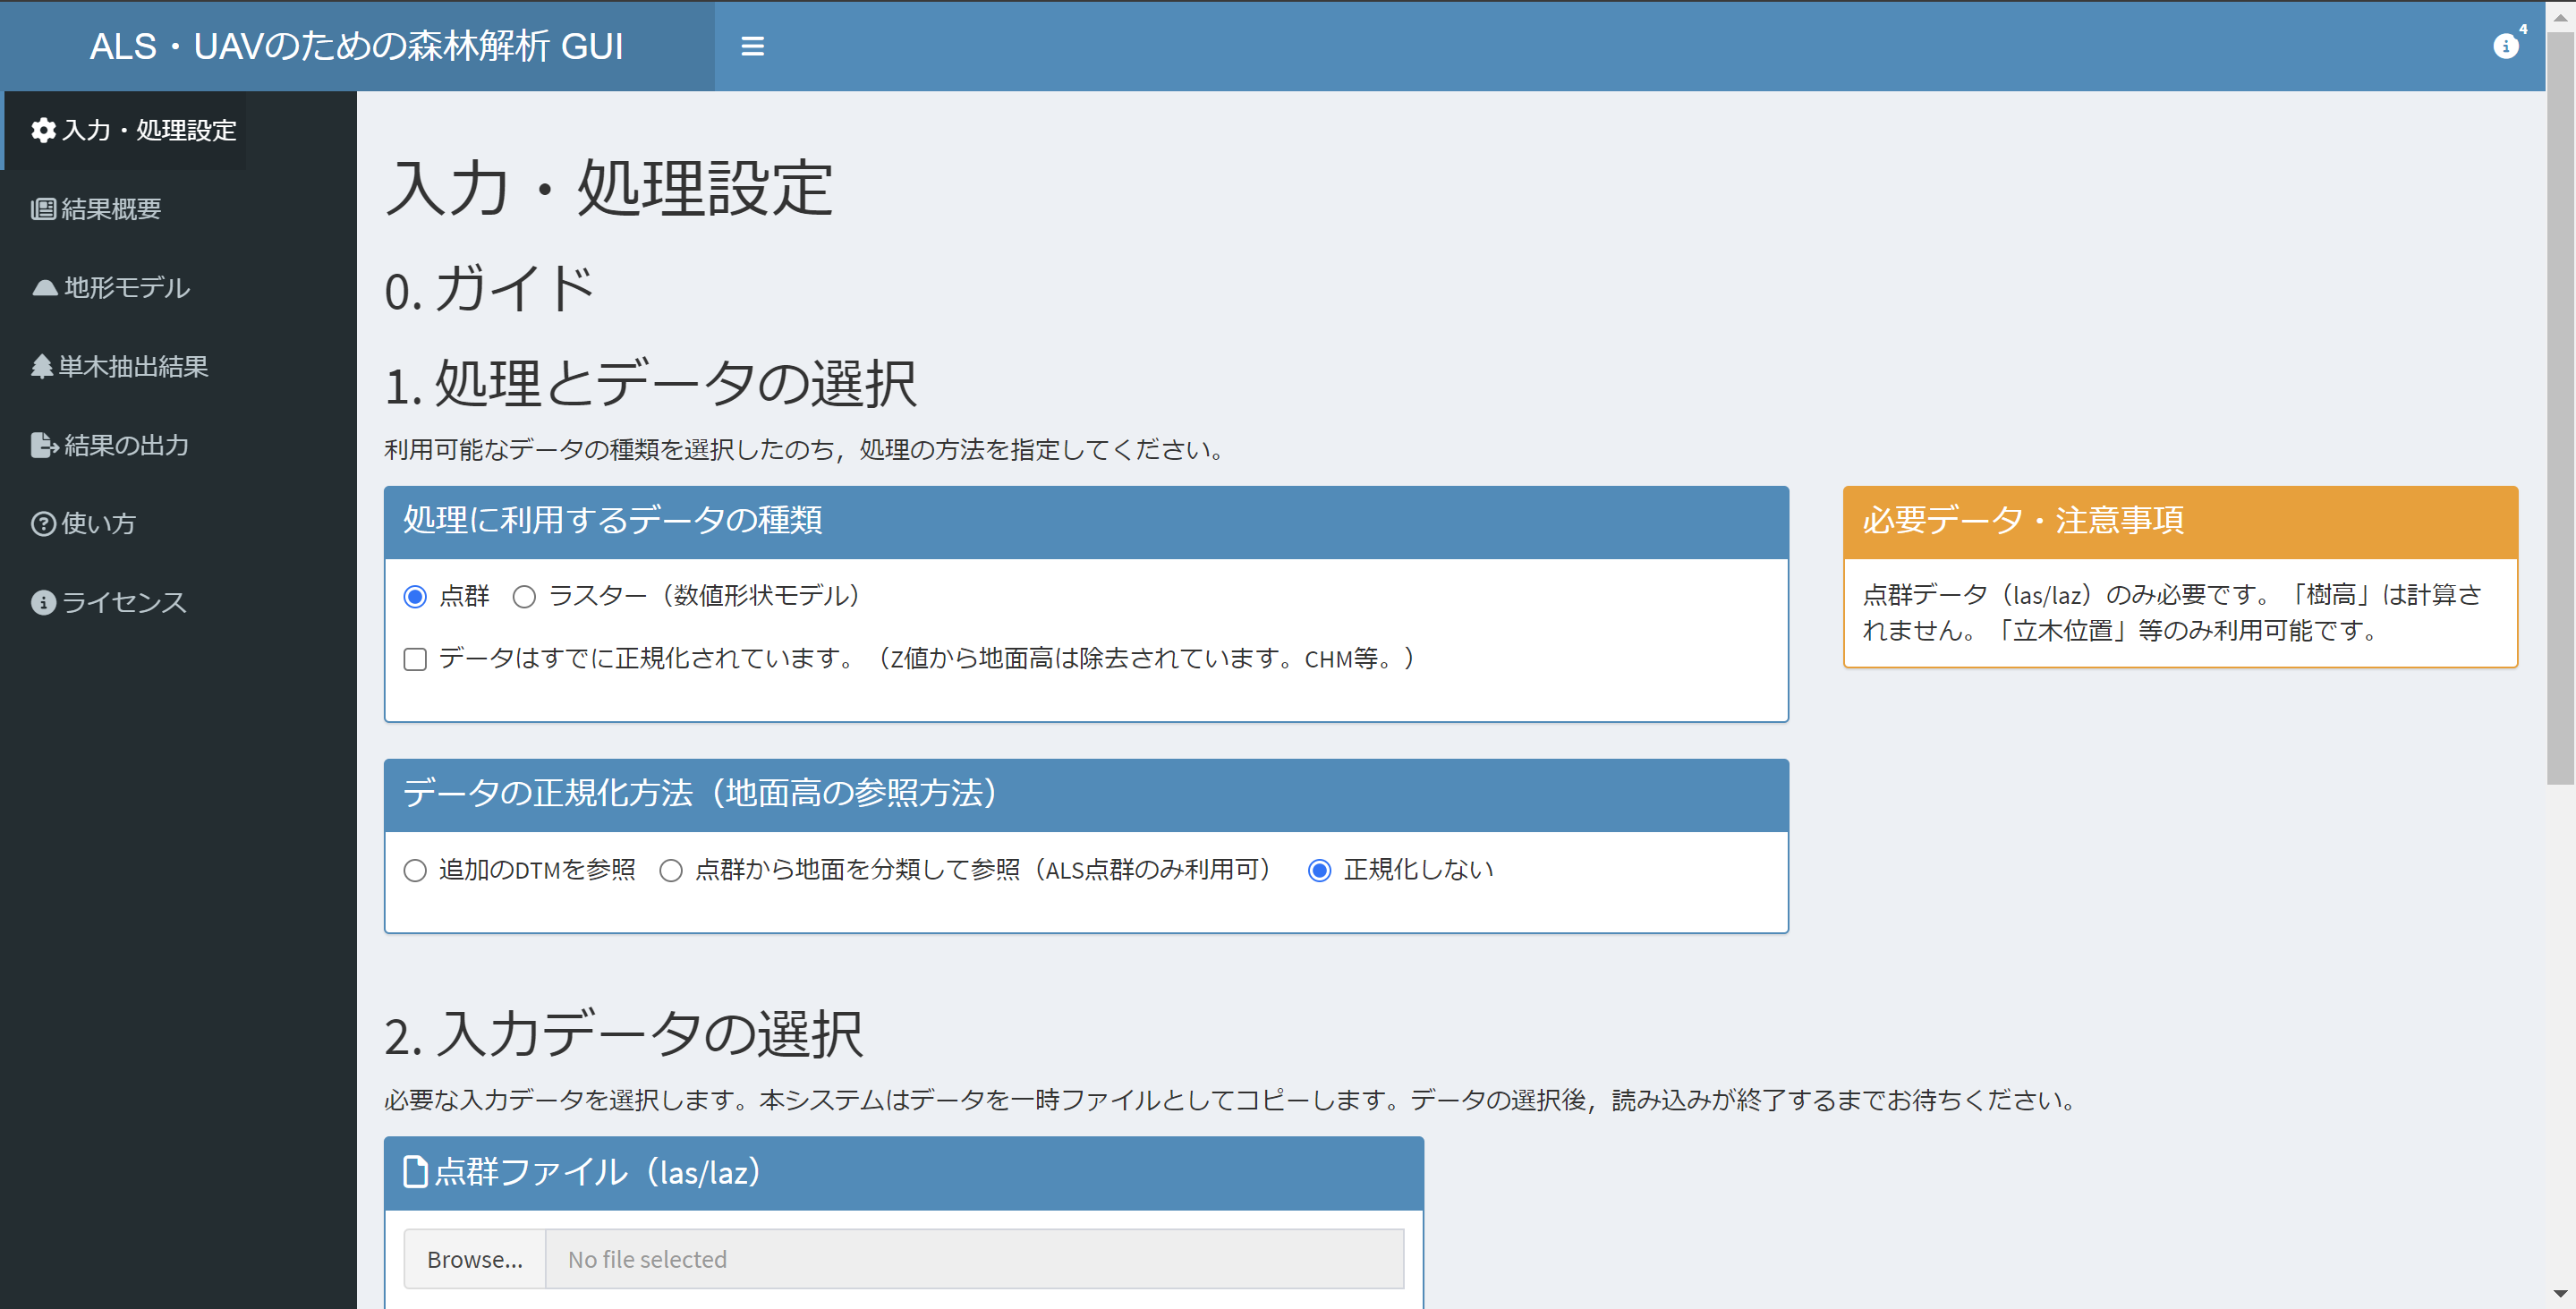 ALS・UAVのための森林解析 GUI
4
入力・処理設定
結果概要
地形モデル
単木抽出結果
結果の出力
使い方
ライセンス
入力・処理設定
0. ガイド
1. 処理とデータの選択
利用可能なデータの種類を選択したのち，処理の方法を指定してください。
処理に利用するデータの種類
点群 ラスター（数値形状モデル）
データはすでに正規化されています。（Z値から地面高は除去されています。CHM等。）
必要データ・注意事項
点群データ（las/laz）のみ必要です。「樹高」は計算さ
れません。「立木位置」等のみ利用可能です。
データの正規化方法（地面高の参照方法）
追加のDTMを参照 点群から地面を分類して参照（ALS点群のみ利用可） 正規化しない
2. 入力データの選択
必要な入力データを選択します。本システムはデータを一時ファイルとしてコピーします。データの選択後，読み込みが終了するまでお待ちください。
点群ファイル（las/laz）
Browse... No file selected